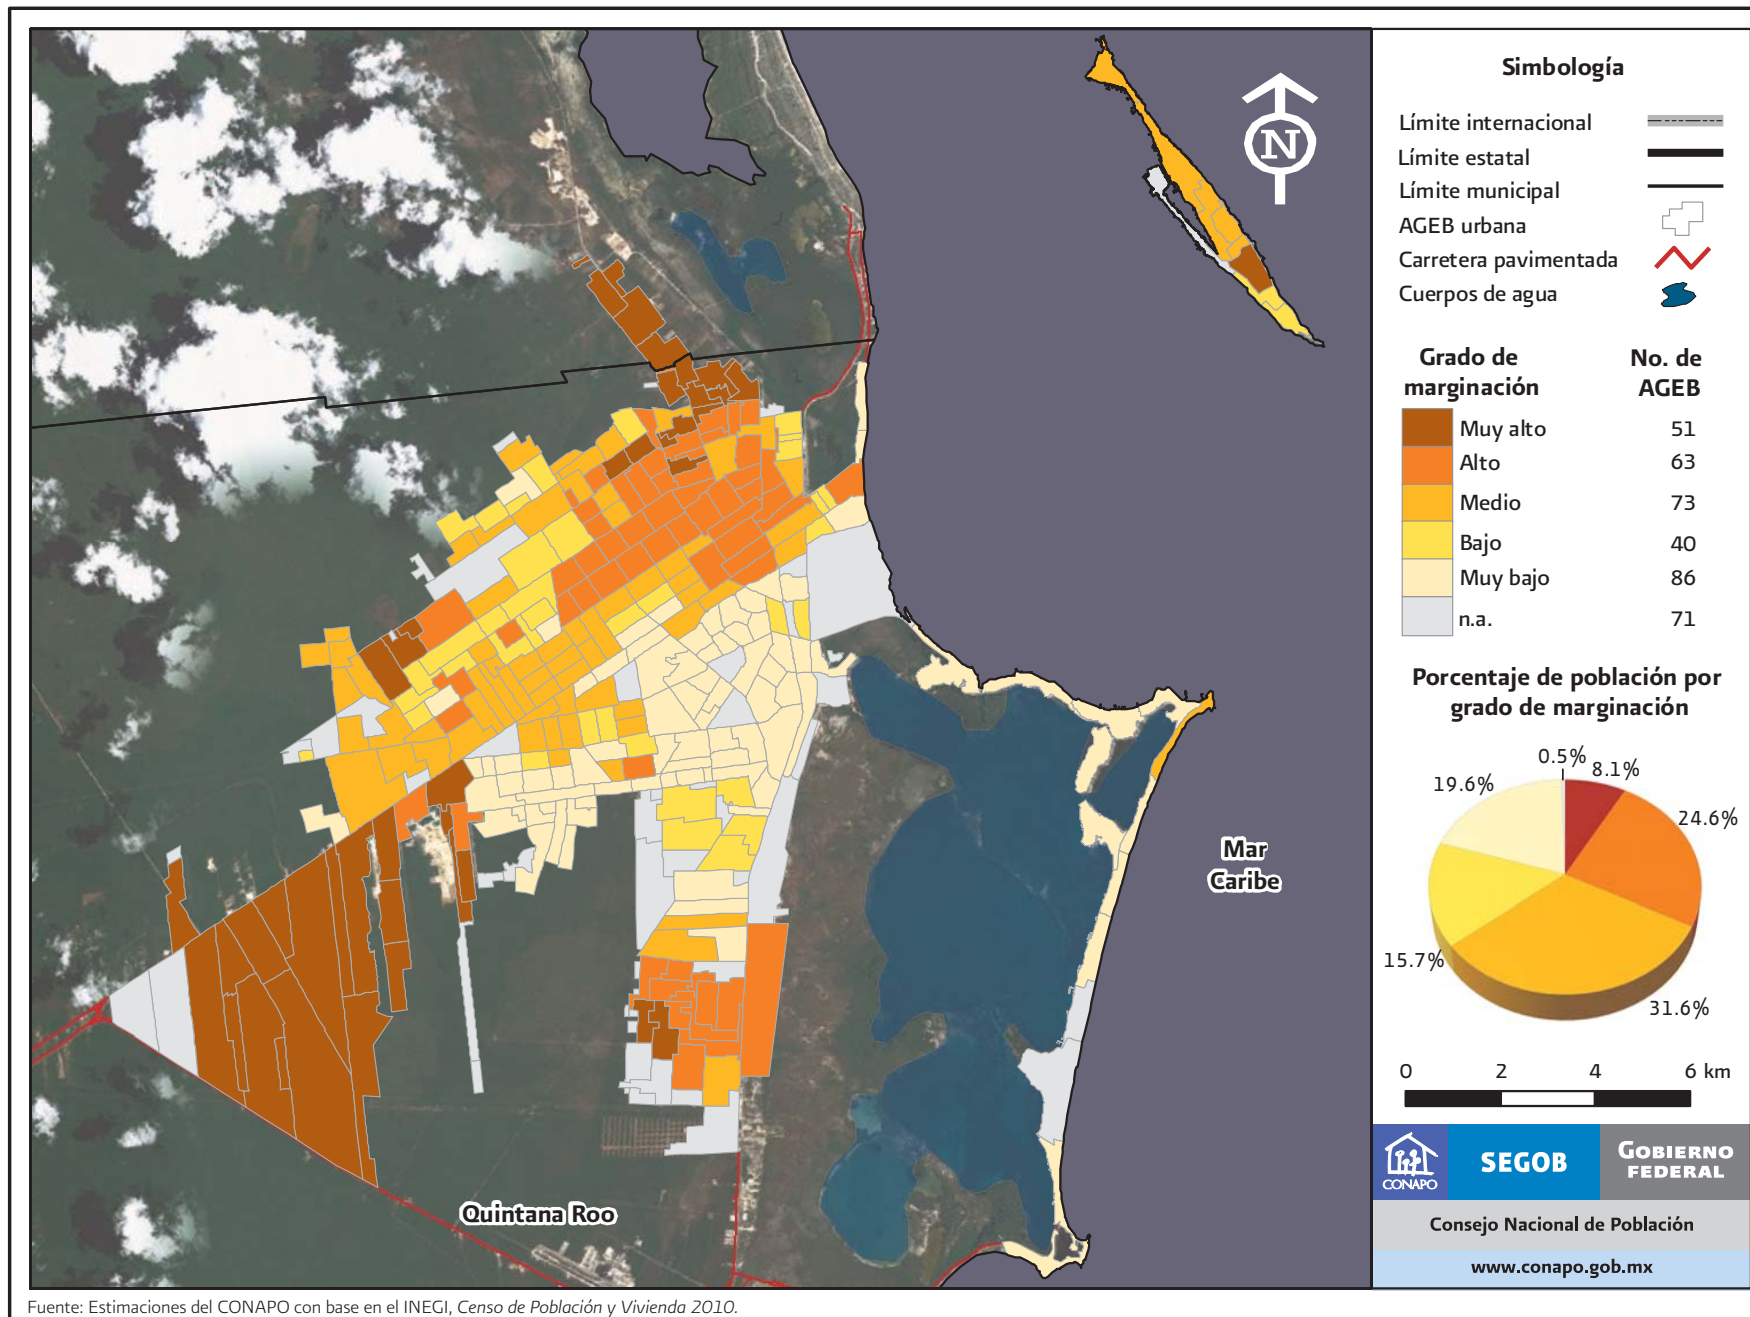 N
Mar
Caribe
Quintana Roo
Simbología
Límite internacional
Límite estatal
Límite municipal
AGEB urbana
Carretera pavimentada
Cuerpos de agua
Grado de marginación
No. de AGEB
Muy alto 51
Alto 63
Medio 73
Bajo 40
Muy bajo 86
n.a. 71
Porcentaje de población por
grado de marginación
0.5%
8.1%
19.6%
24.6%
15.7%
31.6%
0 2 4 6 km
CONAPO
SEGOB
GOBIERNO
FEDERAL
Consejo Nacional de Población
www.conapo.gob.mx
Fuente: Estimaciones del CONAPO con base en el INEGI, Censo de Población y Vivienda 2010.